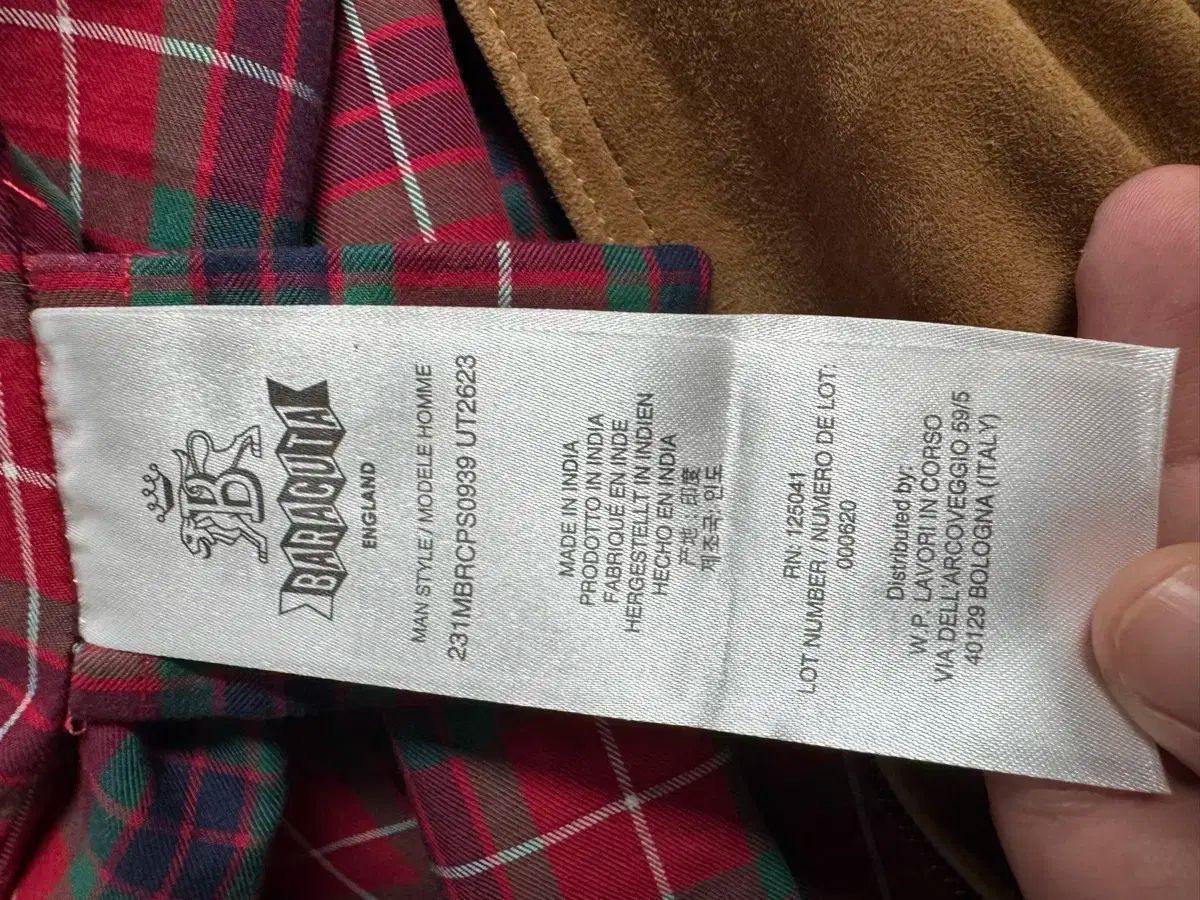 B
BARACUTA
ENGLAND
MAN STYLE / MODELE HOMME
231MBRCPS0939 UT2623
MADE IN INDIA
PRODOTTO IN INDIA
FABRIQUÉ EN INDE
HERGESTELLT IN INDIEN
HECHO EN INDIA
产地: 印度
제조국: 인도
RN: 125041
LOT NUMBER / NUMERO DE LOT:
000620
Distributed by:
W.P. LAVORI IN CORSO
VIA DELL'ARCOVEGGIO 59/5
40129 BOLOGNA (ITALY)